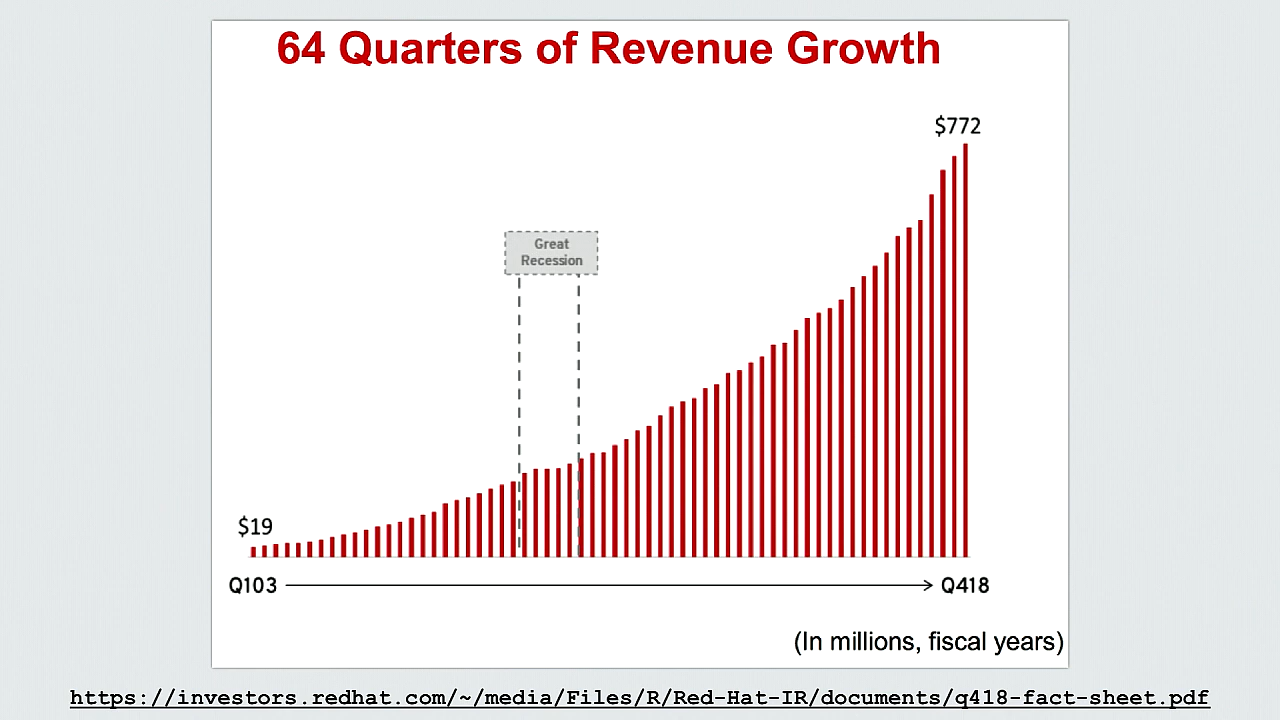 64 Quarters of Revenue Growth
$772
Great
Recession
$19
Q103
Q418
(In millions, fiscal years)
https://investors.redhat.com/~/media/Files/R/Red-Hat-IR/documents/q418-fact-sheet.pdf